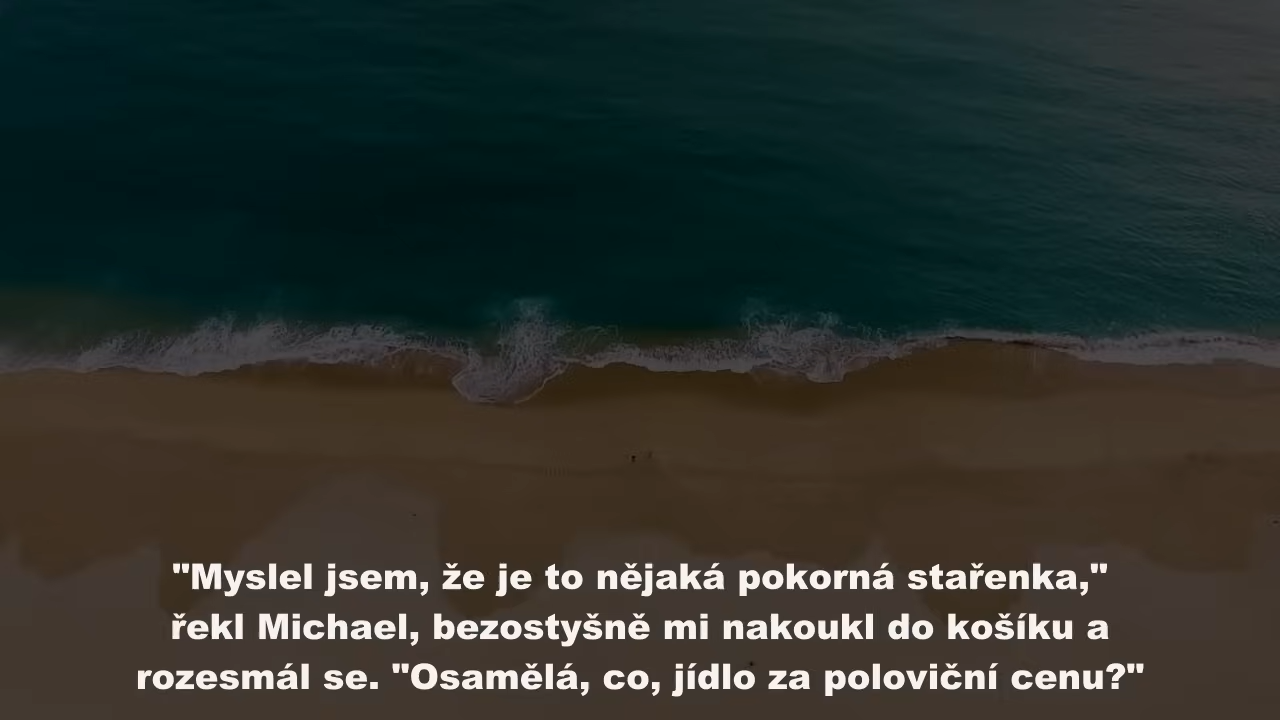 "Myslel jsem, že je to nějaká pokorná stařenka,"
řekl Michael, bezostyšně mi nakoukl do košíku a
rozesmál se. "Osamělá, co, jídlo za poloviční cenu?"